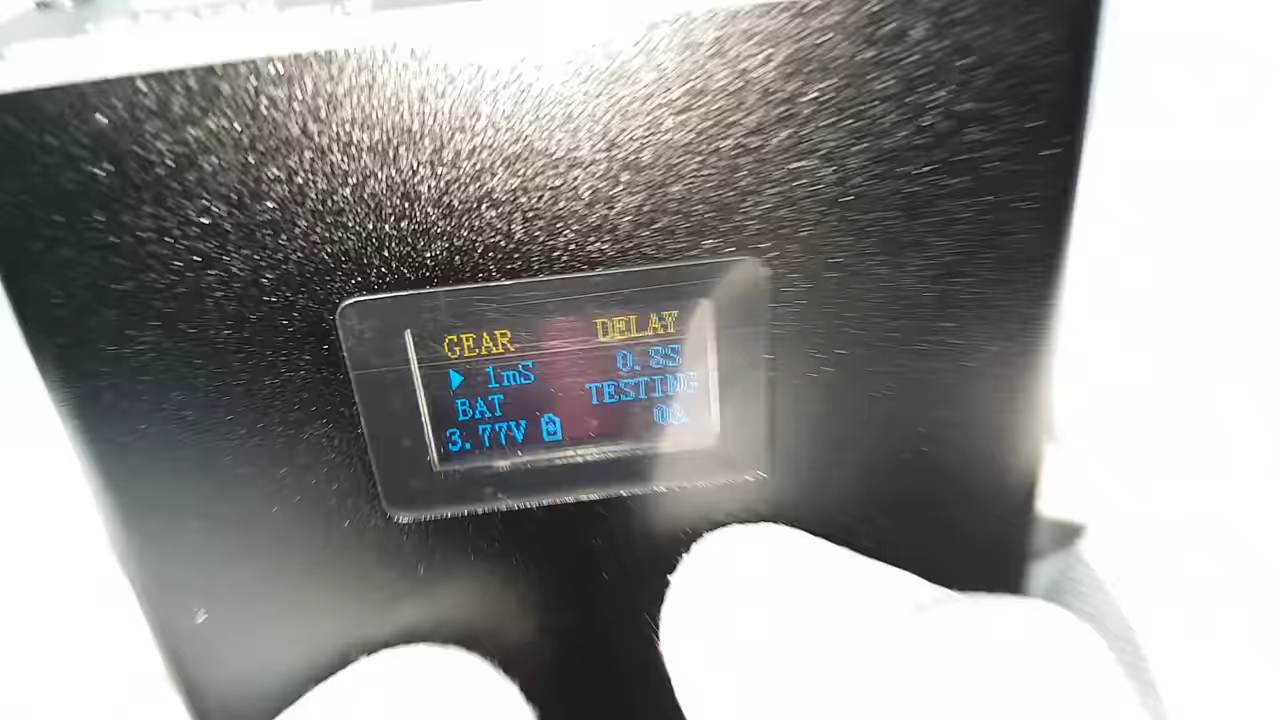 GEAR DELAY
▶ 1mS 0.8S
BAT TESTING
3.77V